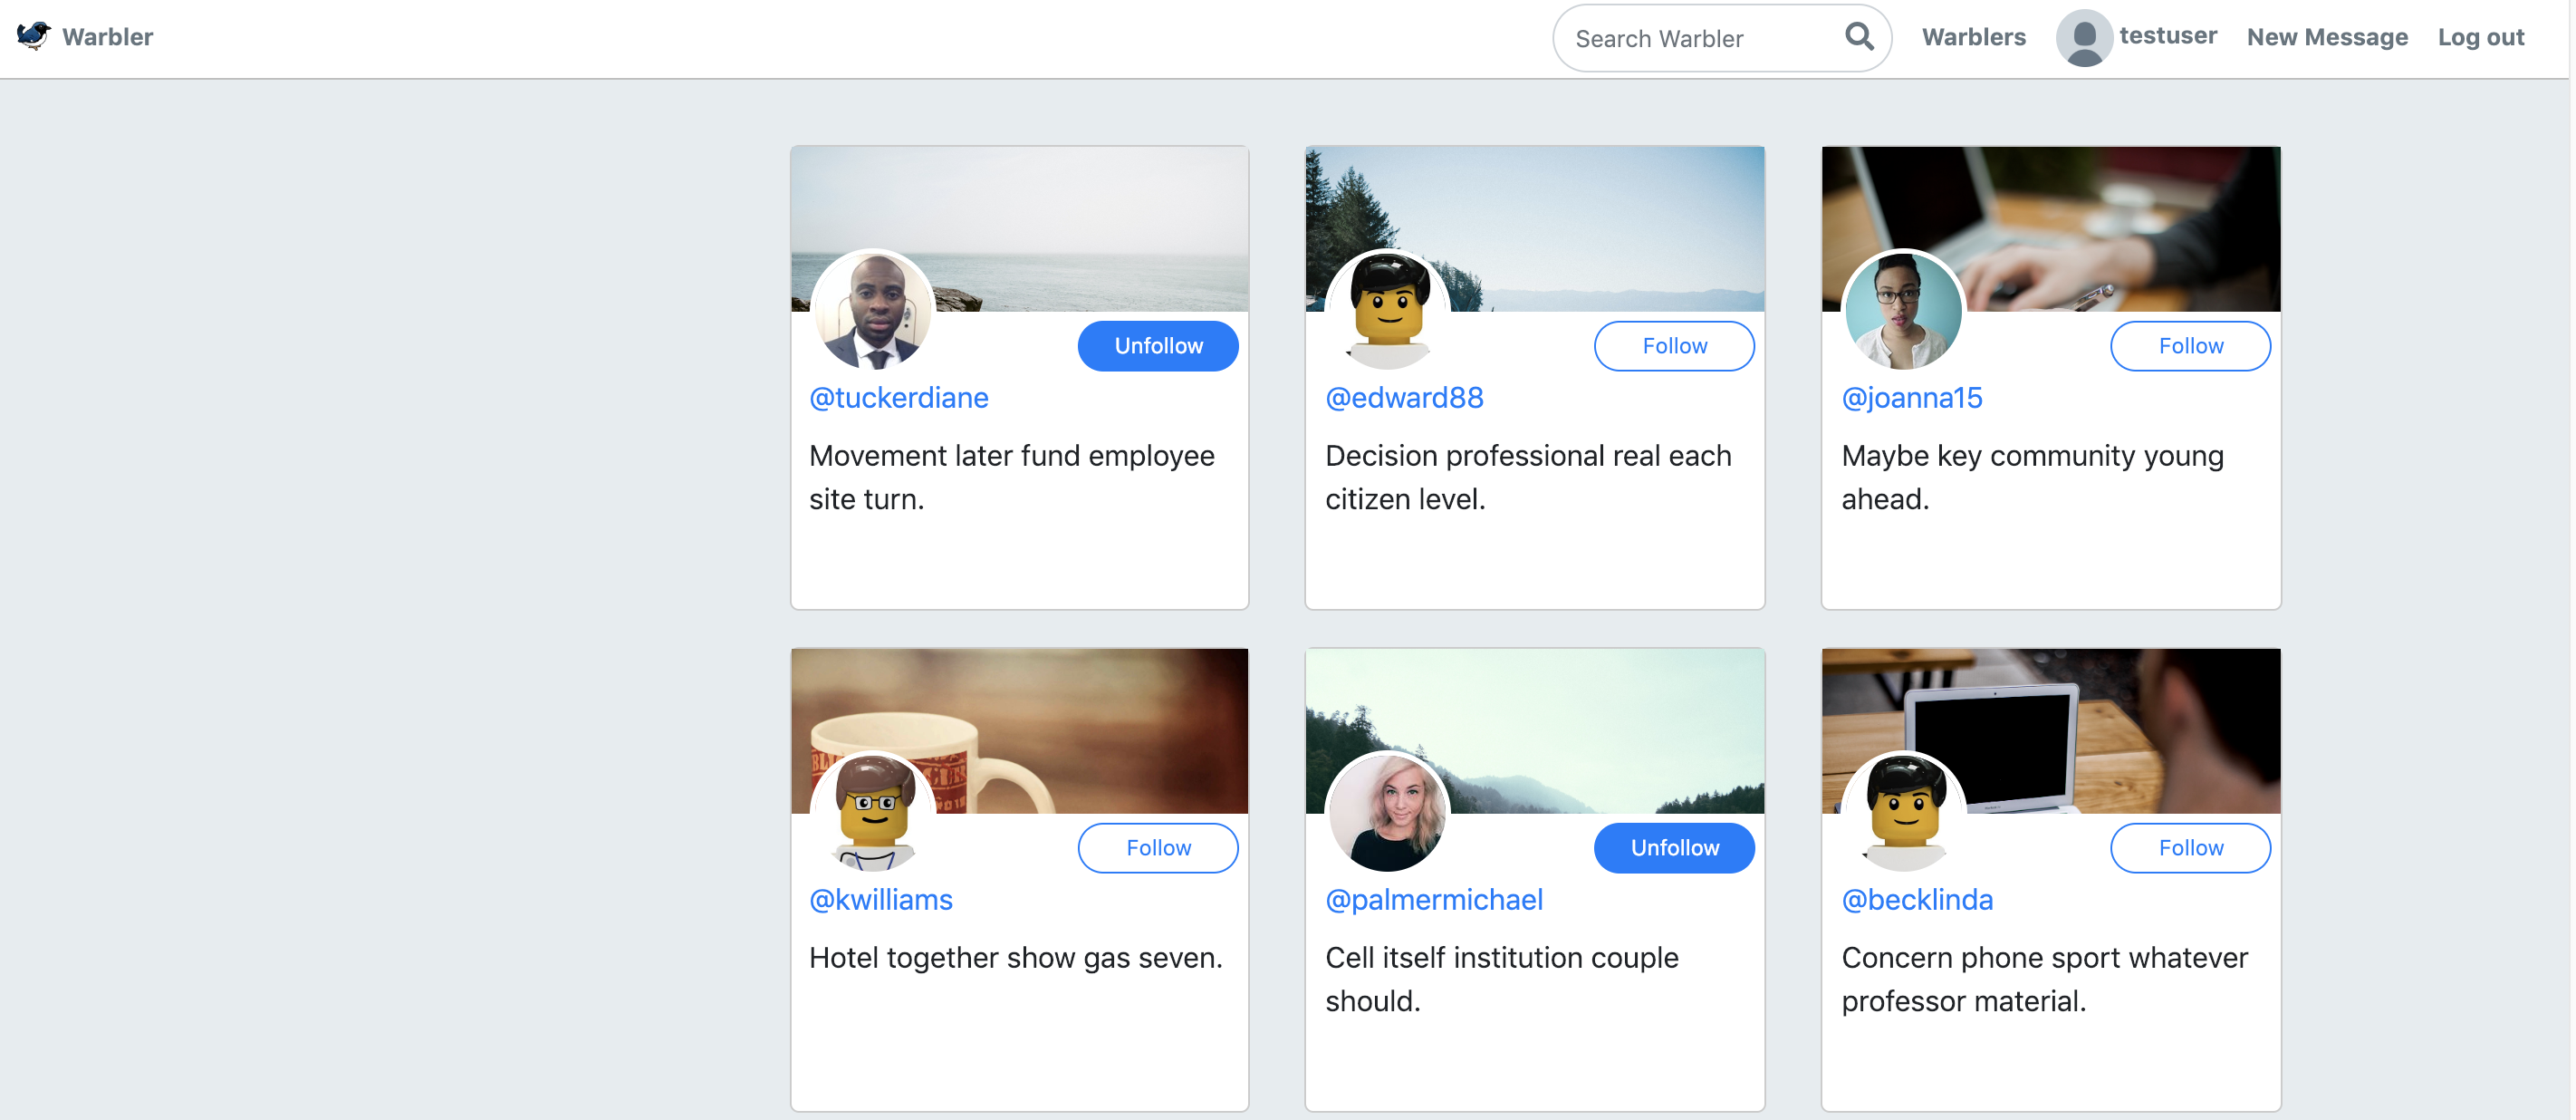 Warbler
Search Warbler
Warblers
testuser
New Message
Log out
Unfollow
@tuckerdiane
Movement later fund employee
site turn.
Follow
@edward88
Decision professional real each
citizen level.
Follow
@joanna15
Maybe key community young
ahead.
Follow
@kwilliams
Hotel together show gas seven.
Unfollow
@palmermichael
Cell itself institution couple
should.
Follow
@becklinda
Concern phone sport whatever
professor material.